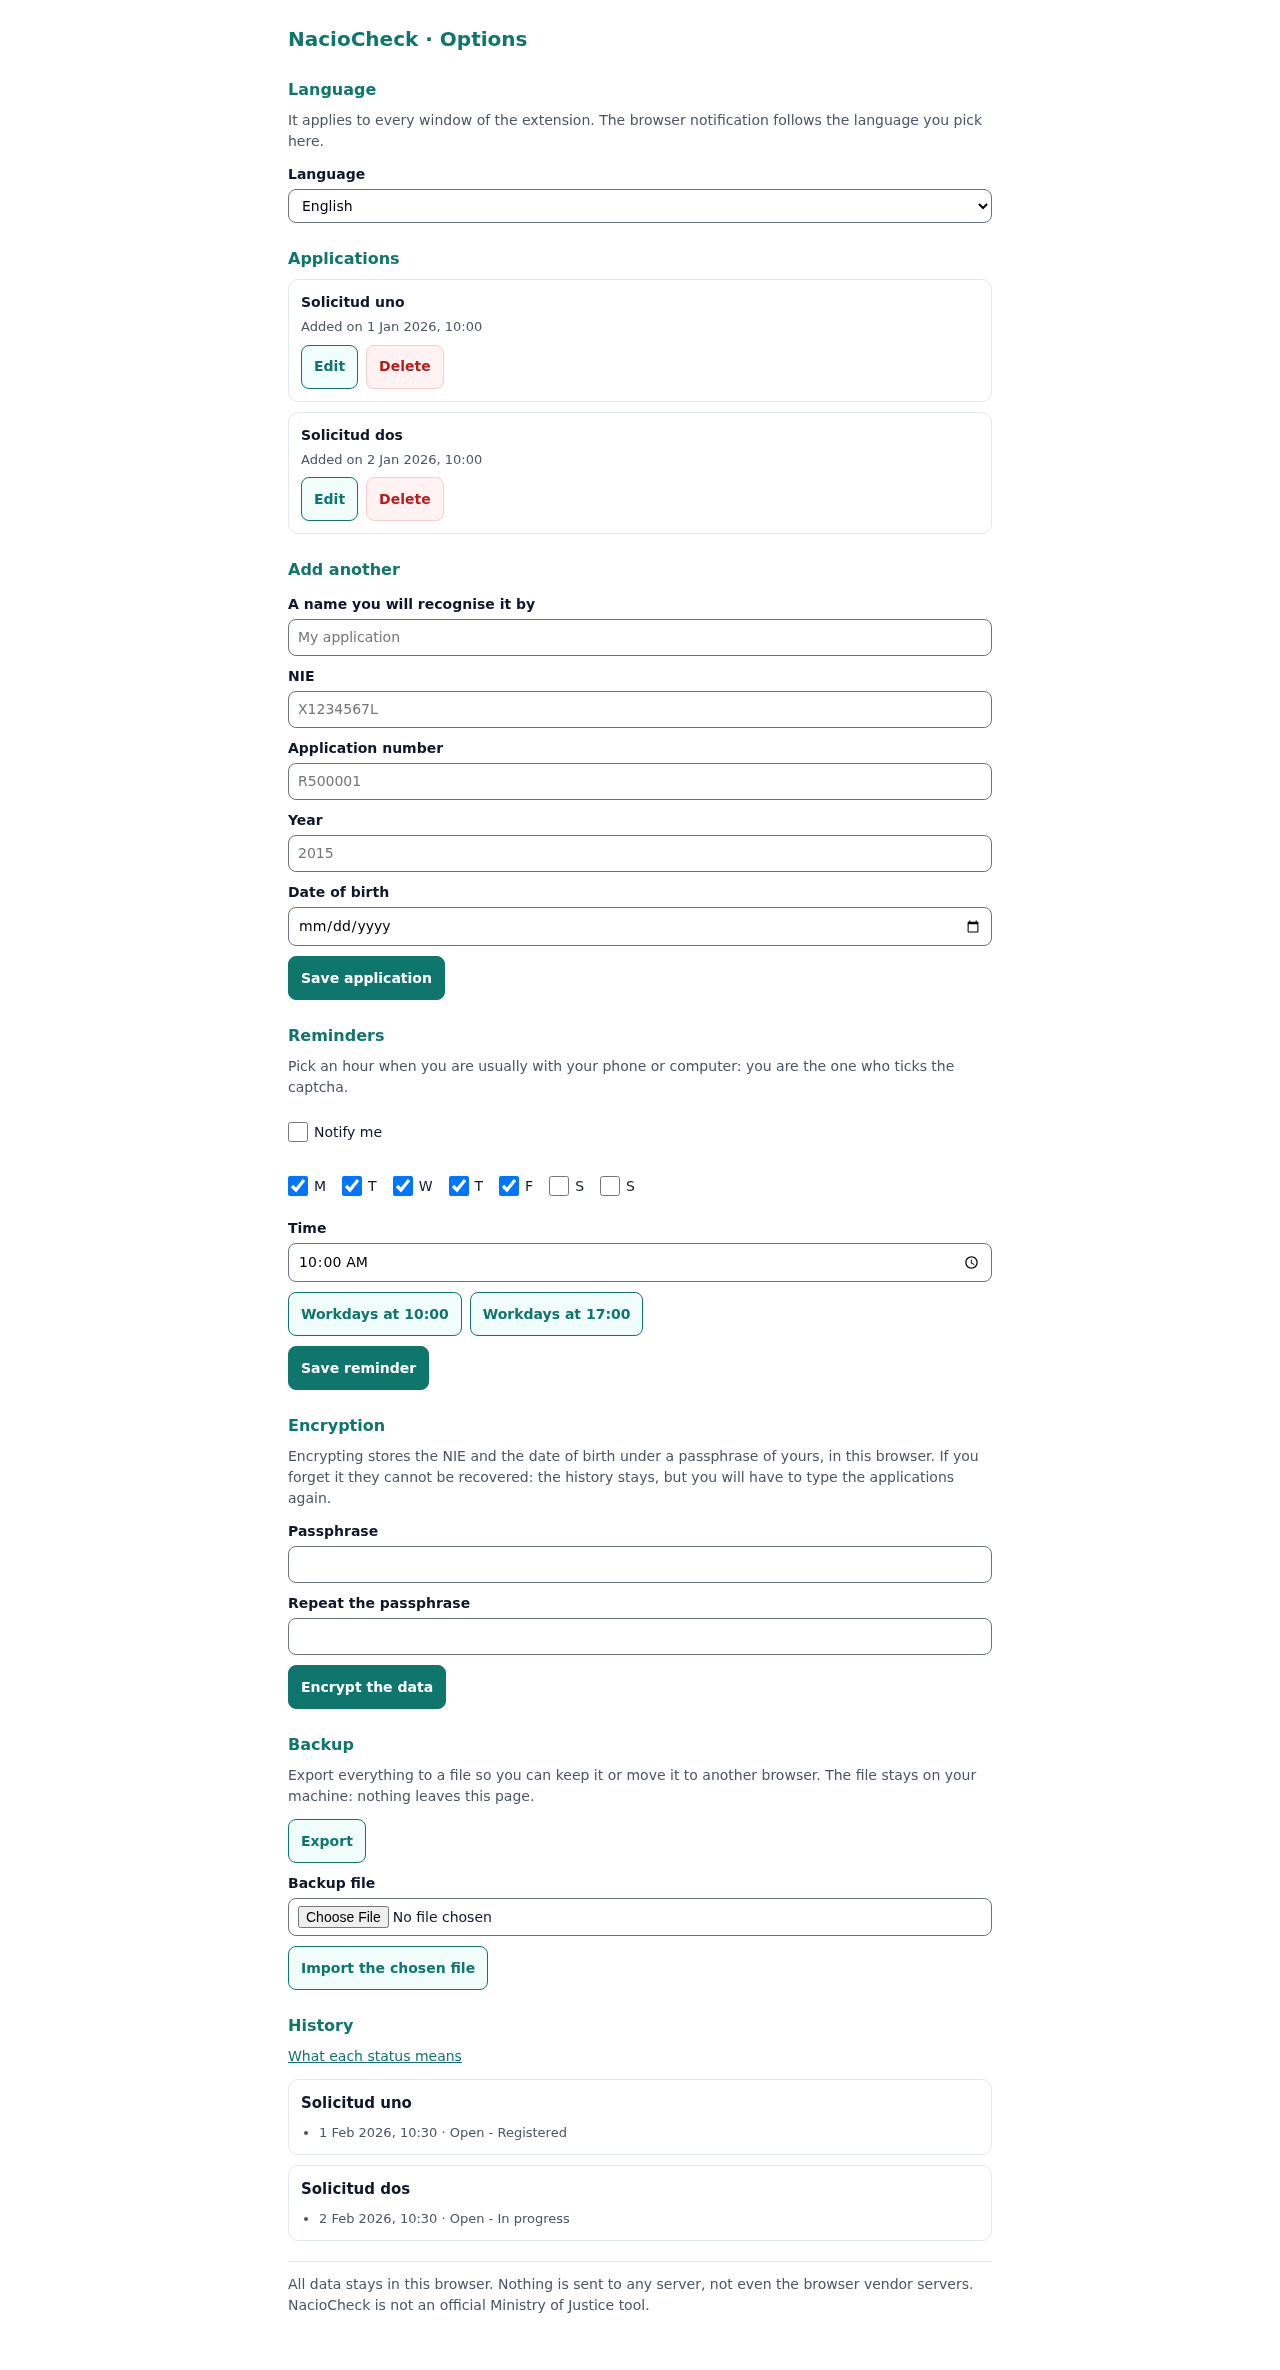 NacioCheck · Options
Language
It applies to every window of the extension. The browser notification follows the language you pick
here.
Language
English
Applications
Solicitud uno
Added on 1 Jan 2026, 10:00
Edit Delete
Solicitud dos
Added on 2 Jan 2026, 10:00
Edit Delete
Add another
A name you will recognise it by
My application
NIE
X1234567L
Application number
R500001
Year
2015
Date of birth
mm/dd/yyyy
Save application
Reminders
Pick an hour when you are usually with your phone or computer: you are the one who ticks the
captcha.
Notify me
M T W T F S S
Time
10:00 AM
Workdays at 10:00 Workdays at 17:00
Save reminder
Encryption
Encrypting stores the NIE and the date of birth under a passphrase of yours, in this browser. If you
forget it they cannot be recovered: the history stays, but you will have to type the applications
again.
Passphrase
Repeat the passphrase
Encrypt the data
Backup
Export everything to a file so you can keep it or move it to another browser. The file stays on your
machine: nothing leaves this page.
Export
Backup file
Choose File No file chosen
Import the chosen file
History
What each status means
Solicitud uno
• 1 Feb 2026, 10:30 · Open - Registered
Solicitud dos
• 2 Feb 2026, 10:30 · Open - In progress
All data stays in this browser. Nothing is sent to any server, not even the browser vendor servers.
NacioCheck is not an official Ministry of Justice tool.